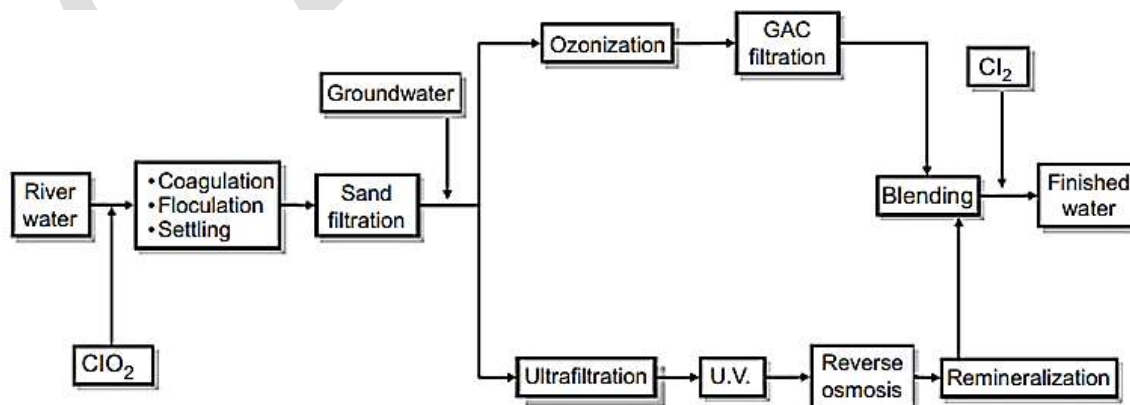 River
water
ClO2
•Coagulation
•Floculation
•Settling
Sand
filtration
Groundwater
Ozonization
GAC
filtration
Ultrafiltration
U.V.
Reverse
osmosis
Remineralization
Blending
Cl2
Finished
water